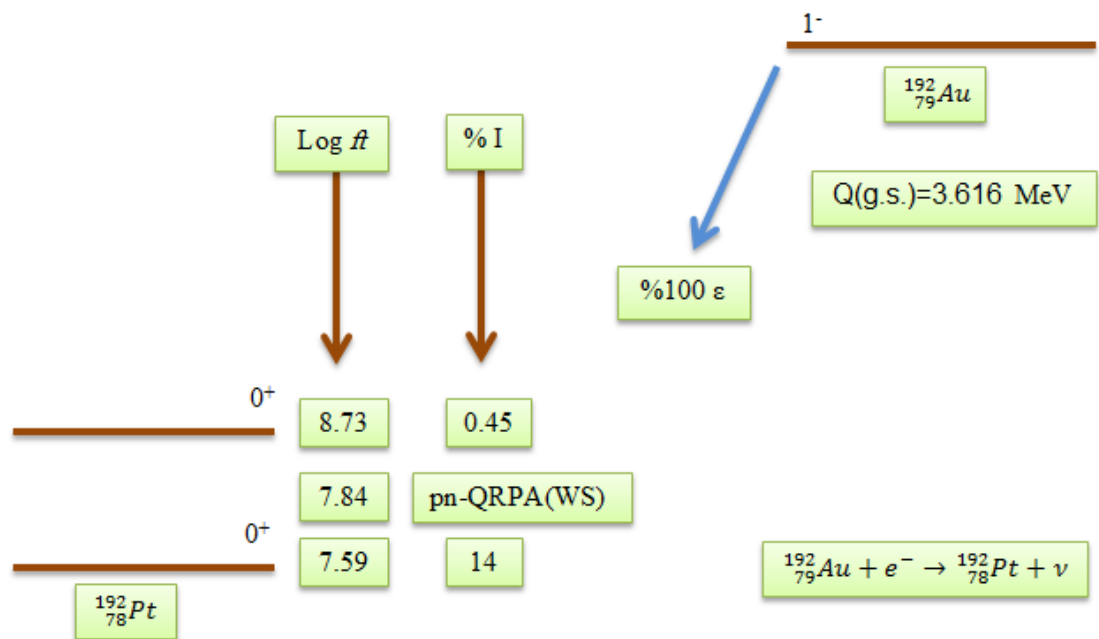 1⁻
¹⁹²₇₉Au
Log ft
% I
Q(g.s.)=3.616 MeV
%100 ε
0⁺
8.73
0.45
7.84
pn-QRPA(WS)
0⁺
7.59
14
¹⁹²₇₉Au + e⁻ → ¹⁹²₇₈Pt + ν
¹⁹²₇₈Pt